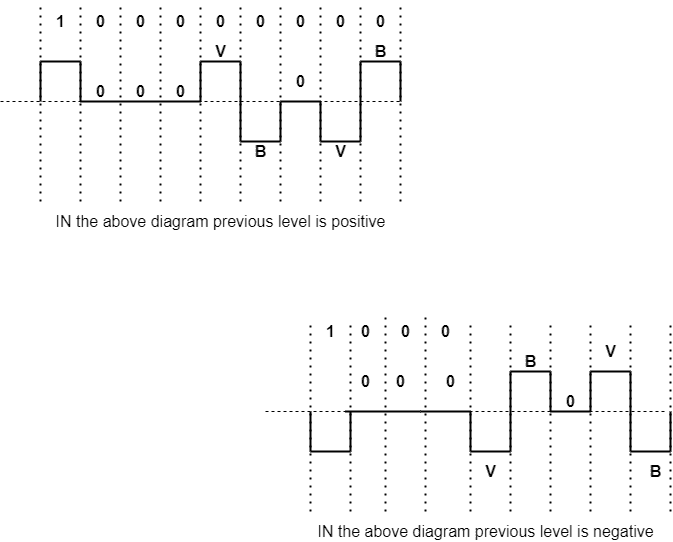 1 0 0 0 0 0 0 0 0
V B
0 0 0 0
B V
IN the above diagram previous level is positive
1 0 0 0
B V
0 0 0 0
V B
IN the above diagram previous level is negative